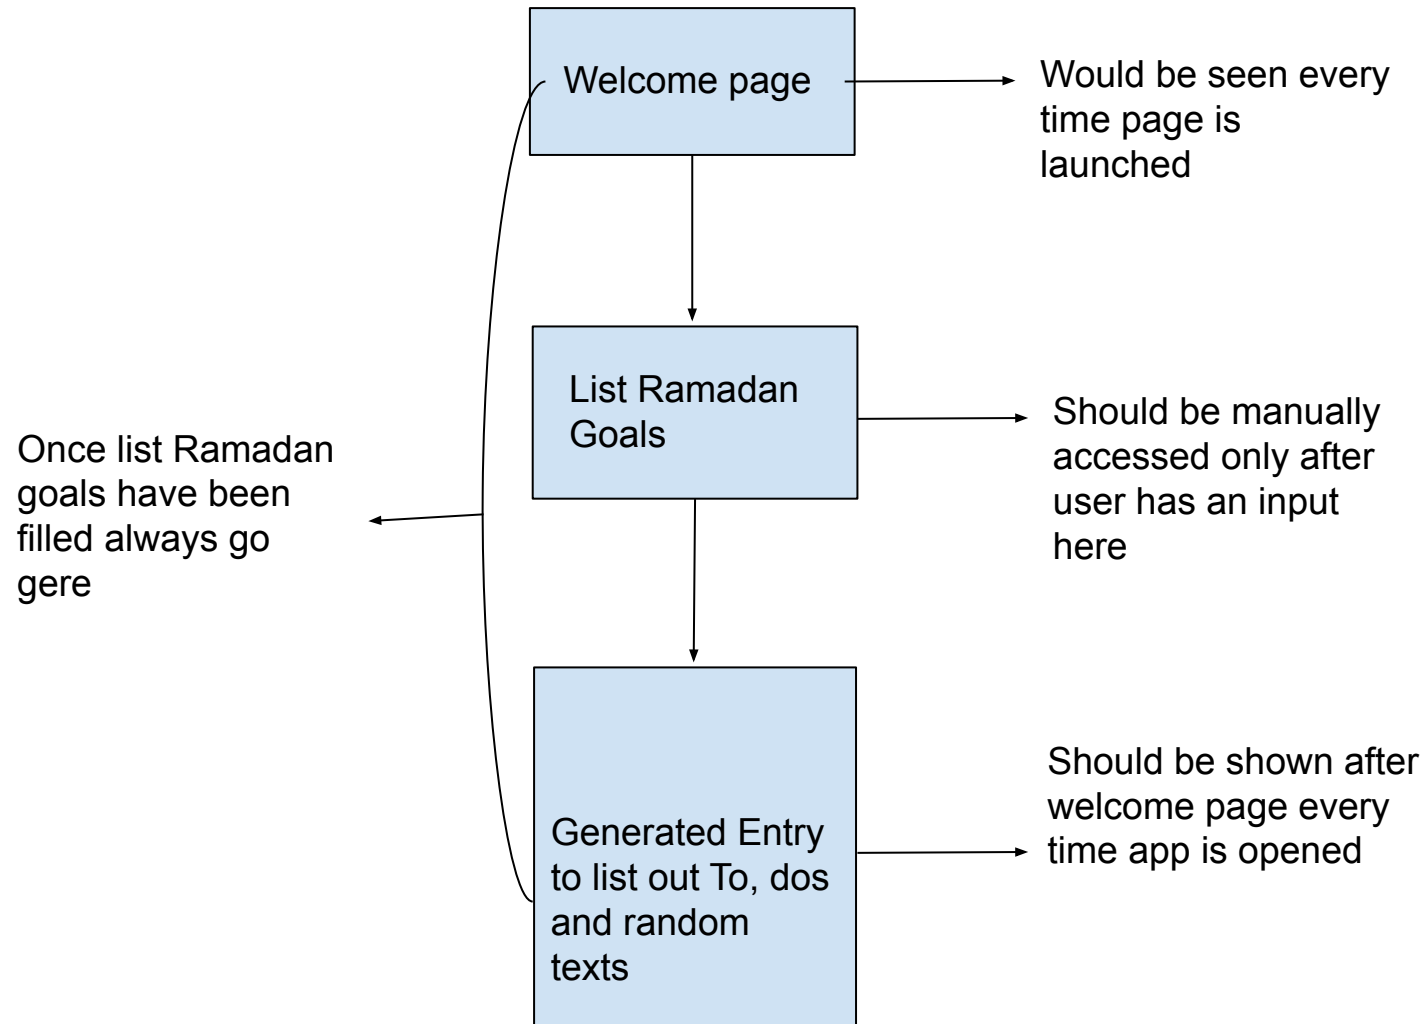 Welcome page
Would be seen every
time page is
launched
List Ramadan
Goals
Should be manually
accessed only after
user has an input
here
Once list Ramadan
goals have been
filled always go
gere
Generated Entry
to list out To, dos
and random
texts
Should be shown after
welcome page every
time app is opened